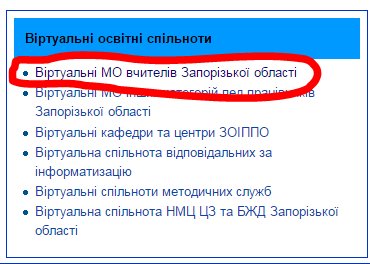 Віртуальні освітні спільноти
Віртуальні МО вчителів Запорізької області
Віртуальні МО категорій пед працівників
Запорізької області
Віртуальні кафедри та центри ЗОІППО
Віртуальна спільнота відповідальних за
інформатизацію
Віртуальні спільноти методичних служб
Віртуальна спільнота НМЦ ЦЗ та БЖД Запорізької
області